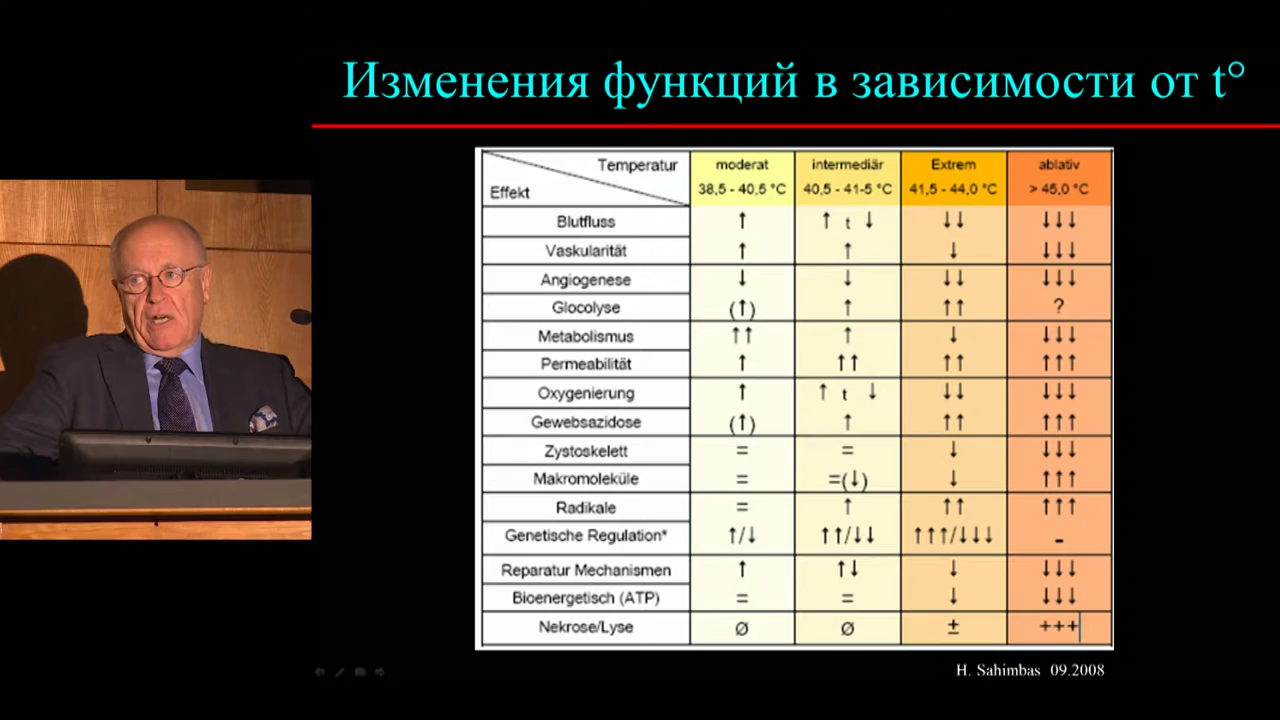 Изменения функций в зависимости от t°
Temperatur moderat intermediär Extrem ablativ
Effekt 38,5 - 40,5 °C 40,5 - 41-5 °C 41,5 - 44,0 °C > 45,0 °C
Blutfluss ↑ ↑ t ↓ ↓↓ ↓↓↓
Vaskularität ↑ ↑ ↓ ↓↓↓
Angiogenese ↓ ↓ ↓↓ ↓↓↓
Glocolyse (↑) ↑ ↑↑ ?
Metabolismus ↑↑ ↑ ↓ ↓↓↓
Permeabilität ↑ ↑↑ ↑↑ ↑↑↑
Oxygenierung ↑ ↑ t ↓ ↓↓ ↓↓↓
Gewebsazidose (↑) ↑ ↑↑ ↑↑↑
Zystoskelett = = ↓ ↓↓↓
Makromoleküle = =(↓) ↓ ↑↑↑
Radikale = ↑ ↑↑ ↑↑↑
Genetische Regulation* ↑/↓ ↑↑/↓↓ ↑↑↑/↓↓↓ -
Reparatur Mechanismen ↑ ↑↓ ↓ ↓↓↓
Bioenergetisch (ATP) = = ↓ ↓↓↓
Nekrose/Lyse Ø Ø ± +++
H. Sahimbas 09.2008